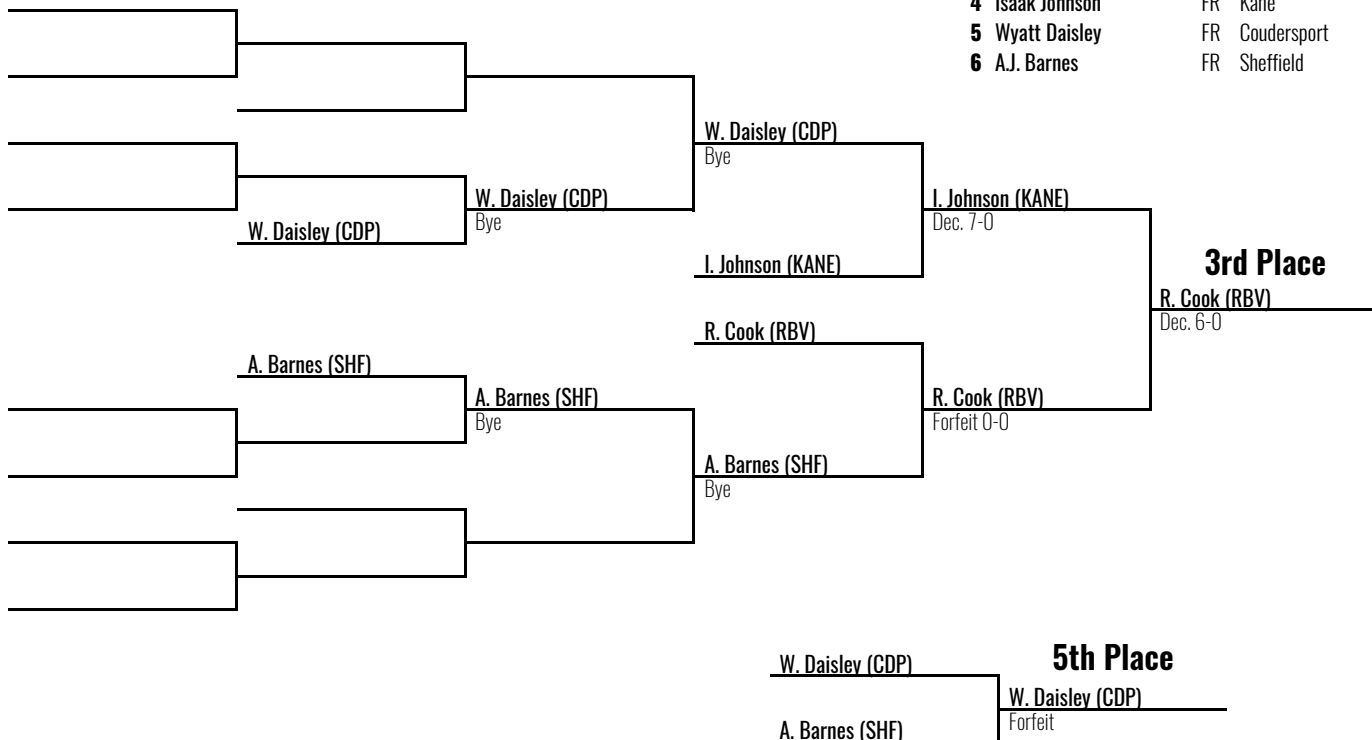 4 Isaak Johnson FR Kane
5 Wyatt Daisley FR Coudersport
6 A.J. Barnes FR Sheffield
W. Daisley (CDP)
Bye
W. Daisley (CDP)
Bye
I. Johnson (KANE)
Dec. 7-0
W. Daisley (CDP)
I. Johnson (KANE)
3rd Place
R. Cook (RBV)
Dec. 6-0
R. Cook (RBV)
A. Barnes (SHF)
A. Barnes (SHF)
Bye
R. Cook (RBV)
Forfeit 0-0
A. Barnes (SHF)
Bye
5th Place
W. Daisley (CDP)
W. Daisley (CDP)
Forfeit
A. Barnes (SHF)